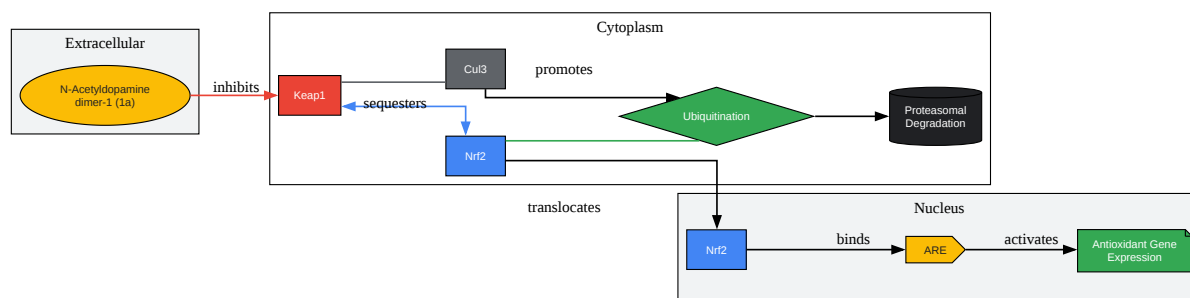 Extracellular
N-Acetyldopamine
dimer-1 (1a)
inhibits
Cytoplasm
Keap1
Cul3
promotes
sequesters
Nrf2
Ubiquitination
Proteasomal
Degradation
translocates
Nucleus
Nrf2
binds
ARE
activates
Antioxidant Gene
Expression